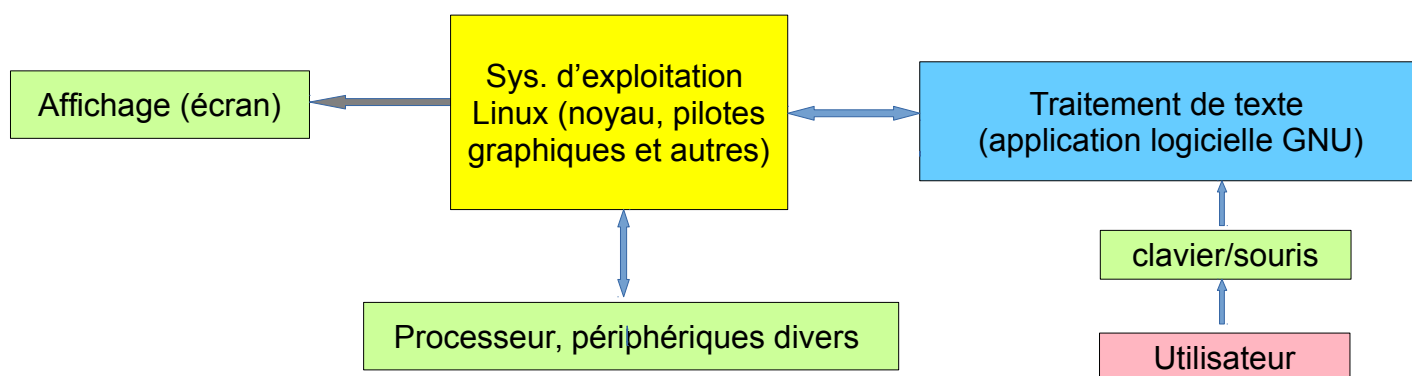 Affichage (écran)
Sys. d’exploitation
Linux (noyau, pilotes
graphiques et autres)
Traitement de texte
(application logicielle GNU)
clavier/souris
Processeur, périphériques divers
Utilisateur